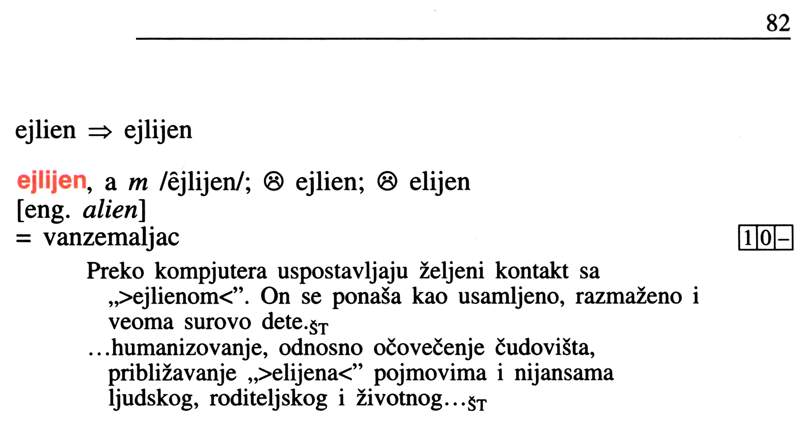 82
ejlien ⇒ ejlijen
ejlijen, a m /êjlijen/; ☹ ejlien; ☹ elijen
[eng. alien]
= vanzemaljac
1 0 –
Preko kompjutera uspostavljaju željeni kontakt sa
„>ejlienom<”. On se ponaša kao usamljeno, razmaženo i
veoma surovo dete.ŠT
…humanizovanje, odnosno očovečenje čudovišta,
približavanje „>elijena<” pojmovima i nijansama
ljudskog, roditeljskog i životnog…ŠT